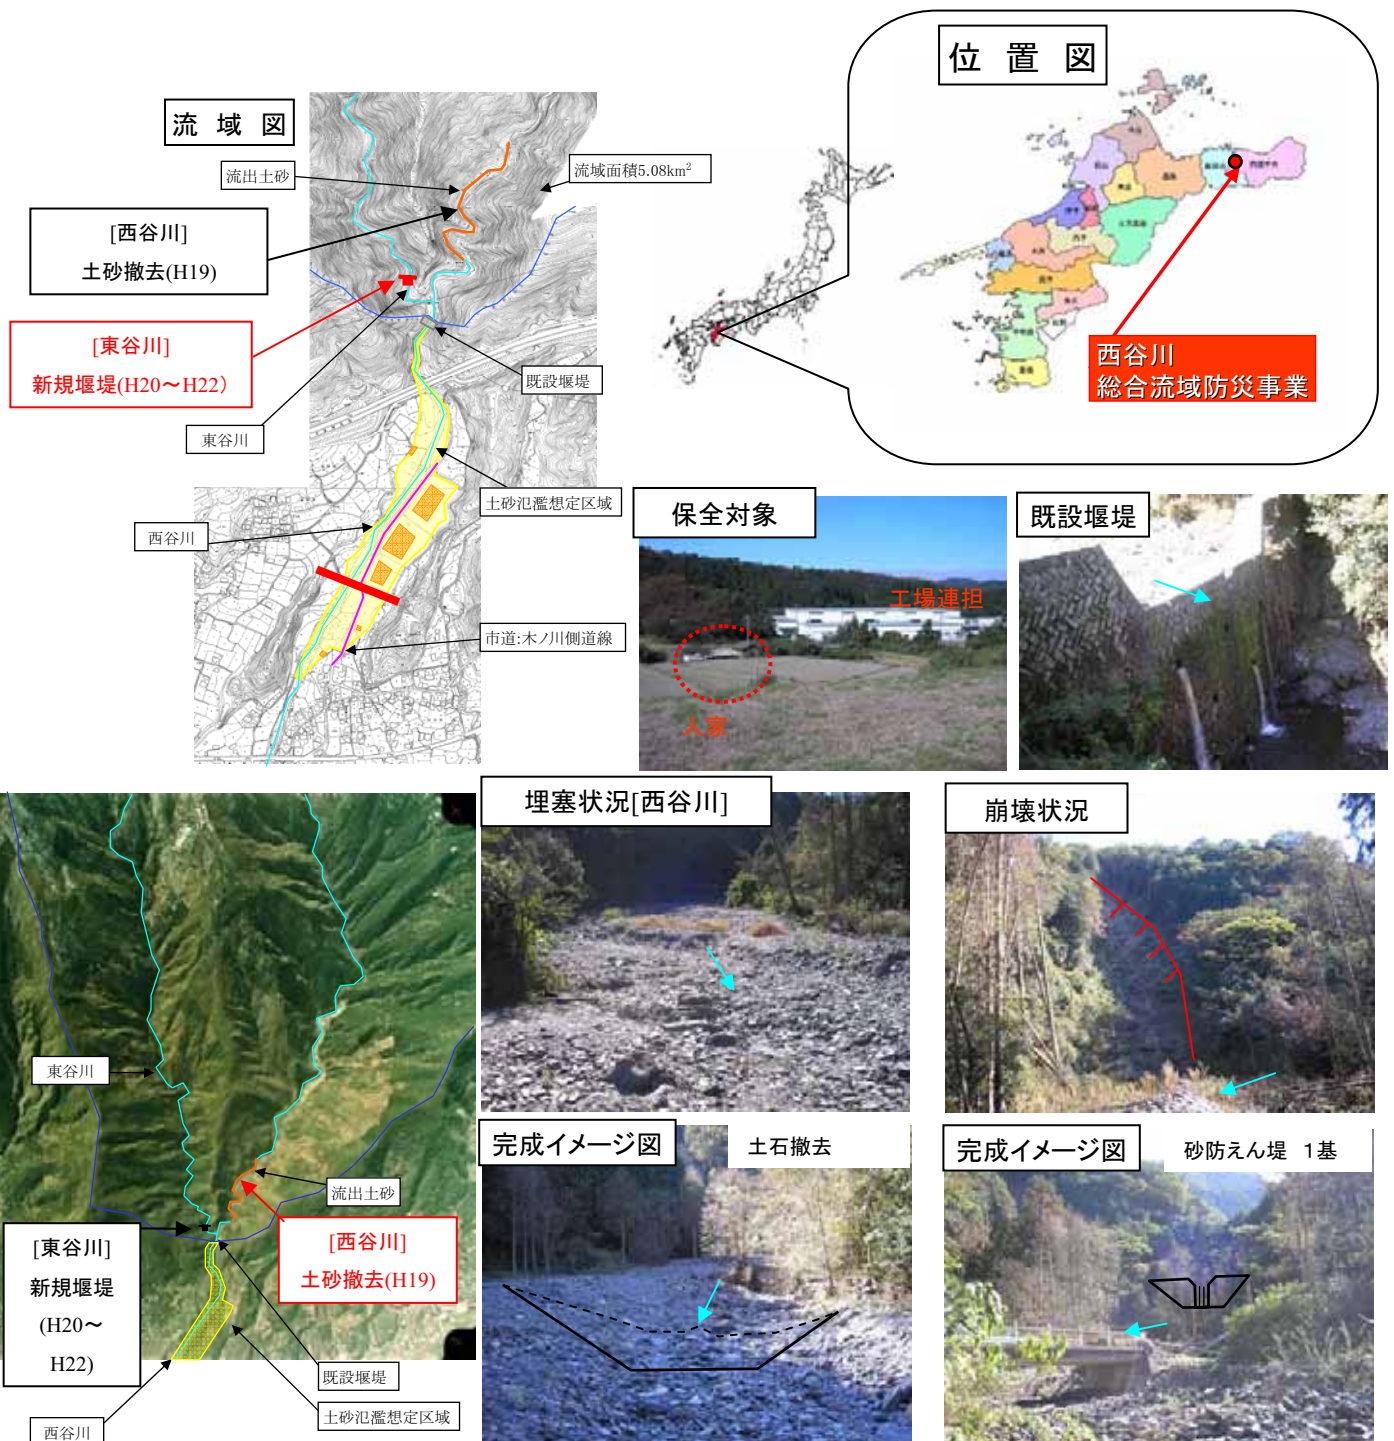 位 置 図
流 域 図
流出土砂
流域面積5.08km²
[西谷川]
土砂撤去(H19)
[東谷川]
新規堰堤(H20～H22)
既設堰堤
東谷川
土砂氾濫想定区域
西谷川
市道:木ノ川側道線
西谷川
総合流域防災事業
保全対象
工場連担
人家
既設堰堤
埋塞状況[西谷川]
崩壊状況
東谷川
流出土砂
[東谷川]
新規堰堤
(H20～
H22)
[西谷川]
土砂撤去(H19)
既設堰堤
土砂氾濫想定区域
西谷川
完成イメージ図
土石撤去
完成イメージ図
砂防えん堤 1基